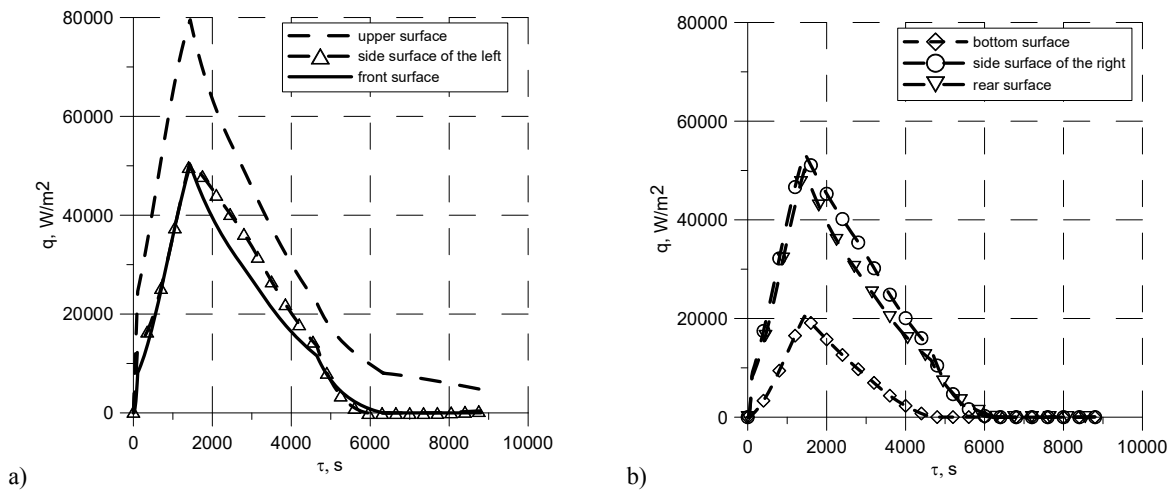 80000
60000
40000
20000
0
q, W/m2
upper surface
side surface of the left
front surface
0 2000 4000 6000 8000 10000
τ, s
a)
80000
60000
40000
20000
0
q, W/m2
bottom surface
side surface of the right
rear surface
0 2000 4000 6000 8000 10000
τ, s
b)